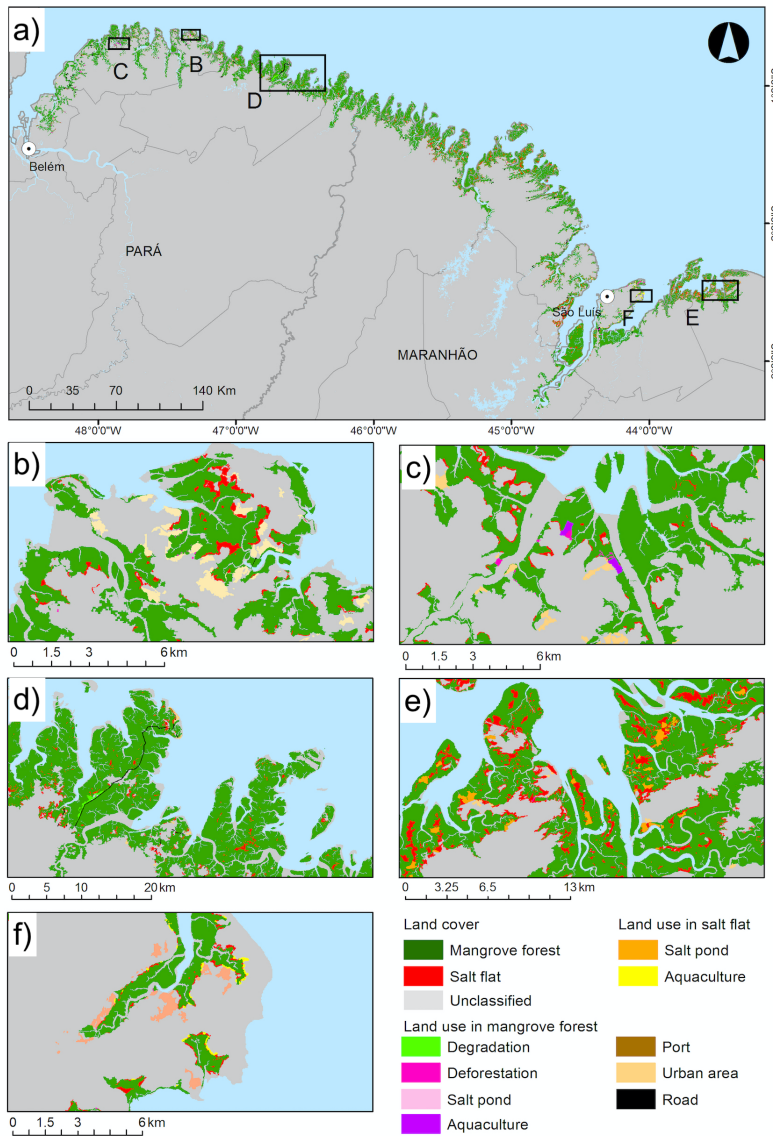 a)
C
B
D
Belém
PARÁ
São Luís
F
E
MARANHÃO
0 35 70 140 Km
48°0'0"W 47°0'0"W 46°0'0"W 45°0'0"W 44°0'0"W
b)
0 1.5 3 6 km
c)
0 1.5 3 6 km
d)
0 5 10 20 km
e)
0 3.25 6.5 13 km
f)
0 1.5 3 6 km
Land cover
Mangrove forest
Salt flat
Unclassified
Land use in salt flat
Salt pond
Aquaculture
Land use in mangrove forest
Degradation
Deforestation
Salt pond
Aquaculture
Port
Urban area
Road